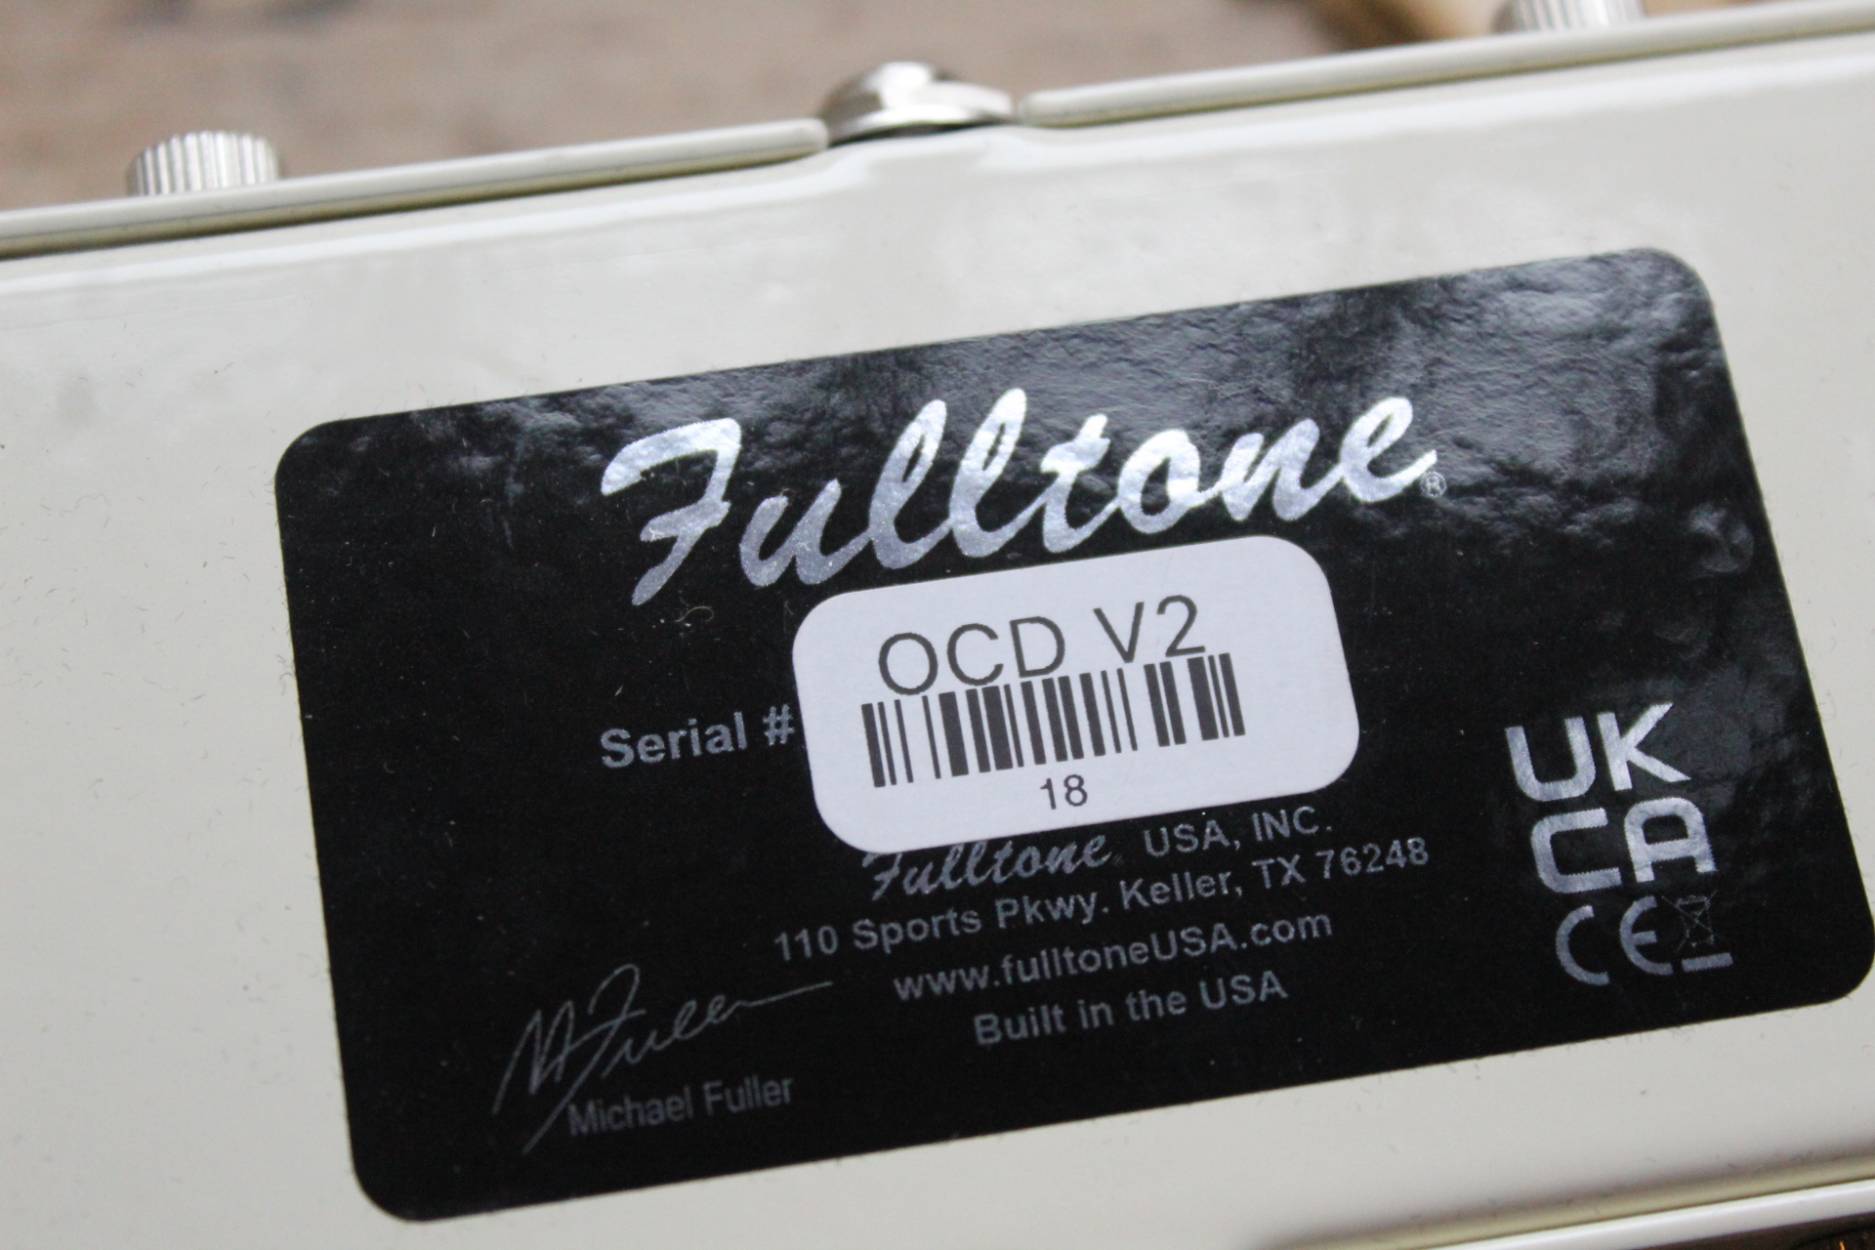 Fulltone®
OCD V2
Serial #
18
Fulltone USA, INC.
110 Sports Pkwy. Keller, TX 76248
www.fulltoneUSA.com
Built in the USA
M Fuller
Michael Fuller
UK
CA
CE